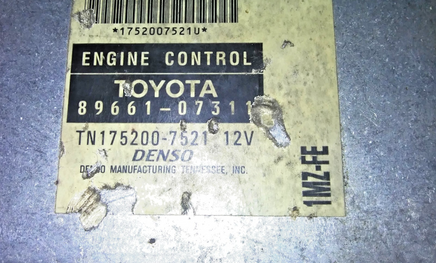 *1752007521U*
ENGINE CONTROL
TOYOTA
89661-07311
TN175200-7521 12V
DENSO
DENSO MANUFACTURING TENNESSEE, INC.
1MZ-FE